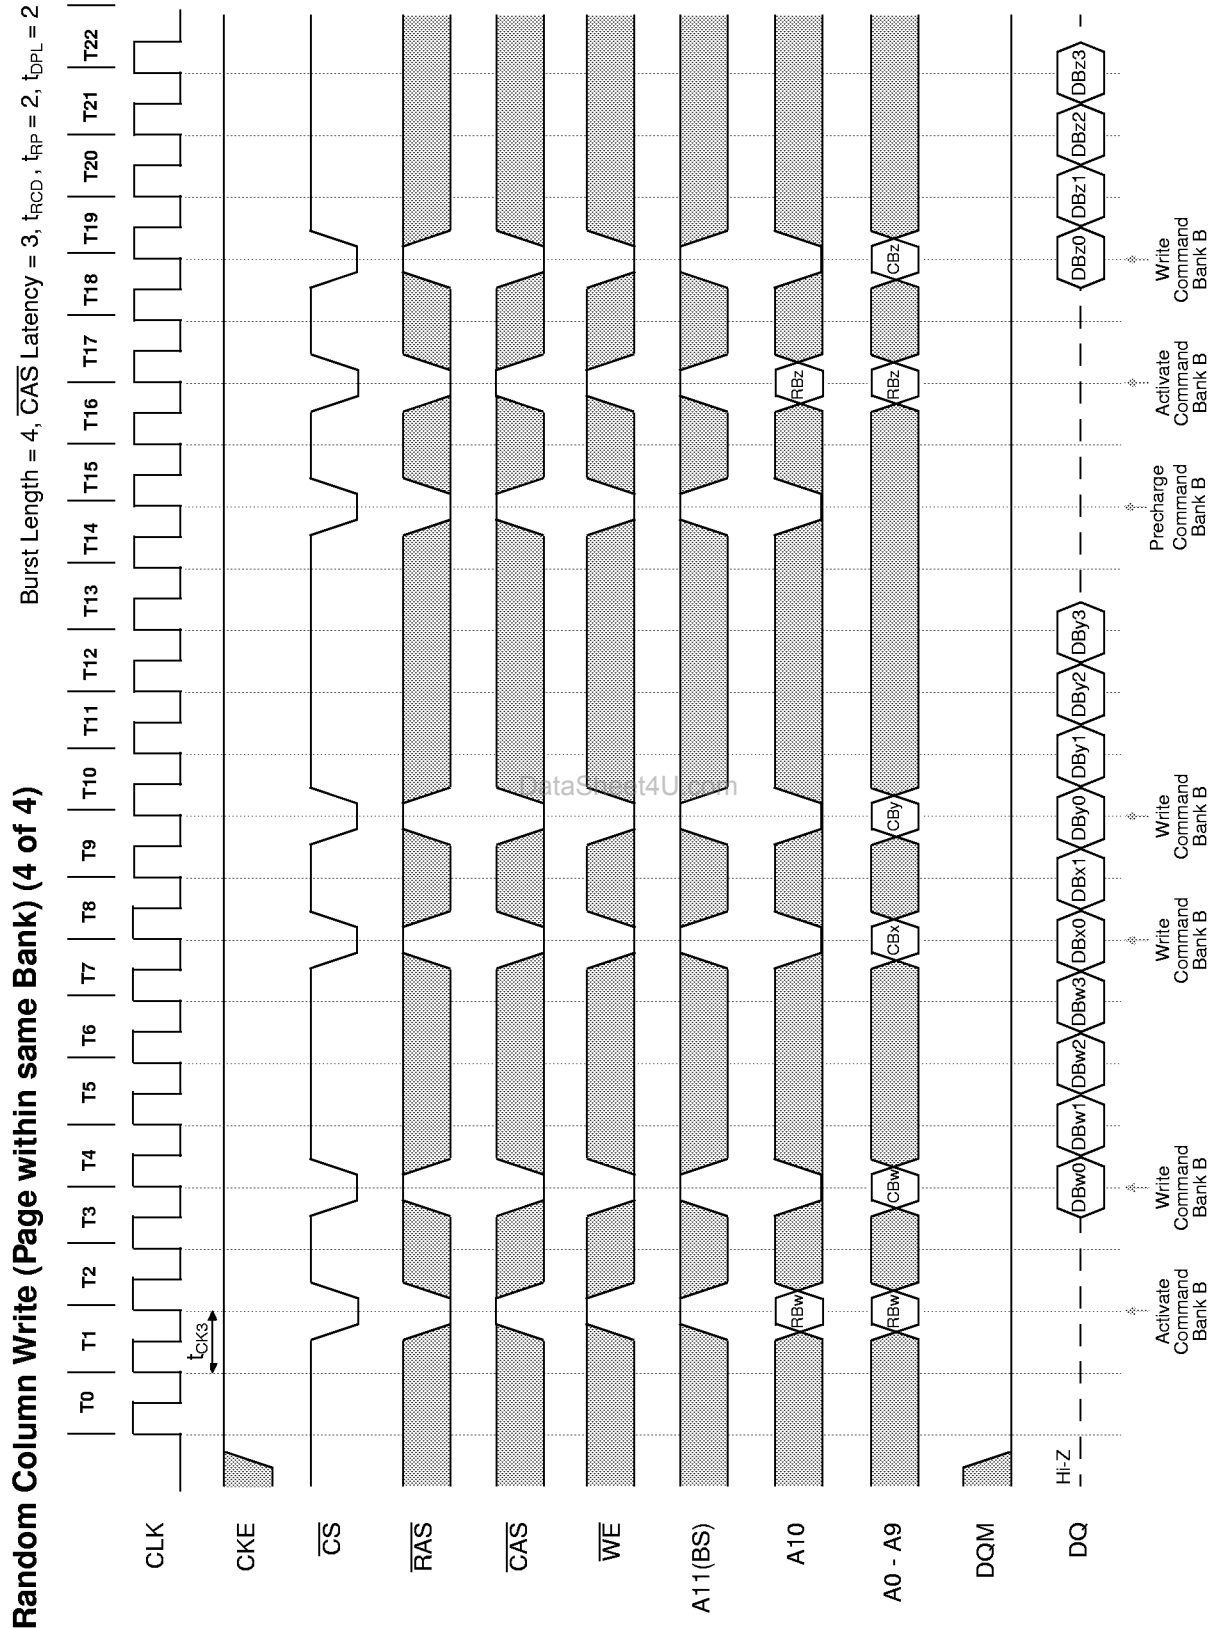 Random Column Write (Page within same Bank) (4 of 4)
Burst Length = 4, CAS Latency = 3, tRCD, tRP = 2, tDPL = 2
T0 T1 T2 T3 T4 T5 T6 T7 T8 T9 T10 T11 T12 T13 T14 T15 T16 T17 T18 T19 T20 T21 T22
CLK
tCK3
CKE
CS
RAS
CAS
WE
DataSheet4U.com
A11(BS)
A10
RBw RBz
A0 - A9
RBw CBw CBx CBy RBz CBz
DQM
Hi-Z
DQ
DBw0 DBw1 DBw2 DBw3 DBx0 DBx1 DBy0 DBy1 DBy2 DBy3 DBz0 DBz1 DBz2 DBz3
Activate
Command
Bank B
Write
Command
Bank B
Write
Command
Bank B
Write
Command
Bank B
Precharge
Command
Bank B
Activate
Command
Bank B
Write
Command
Bank B